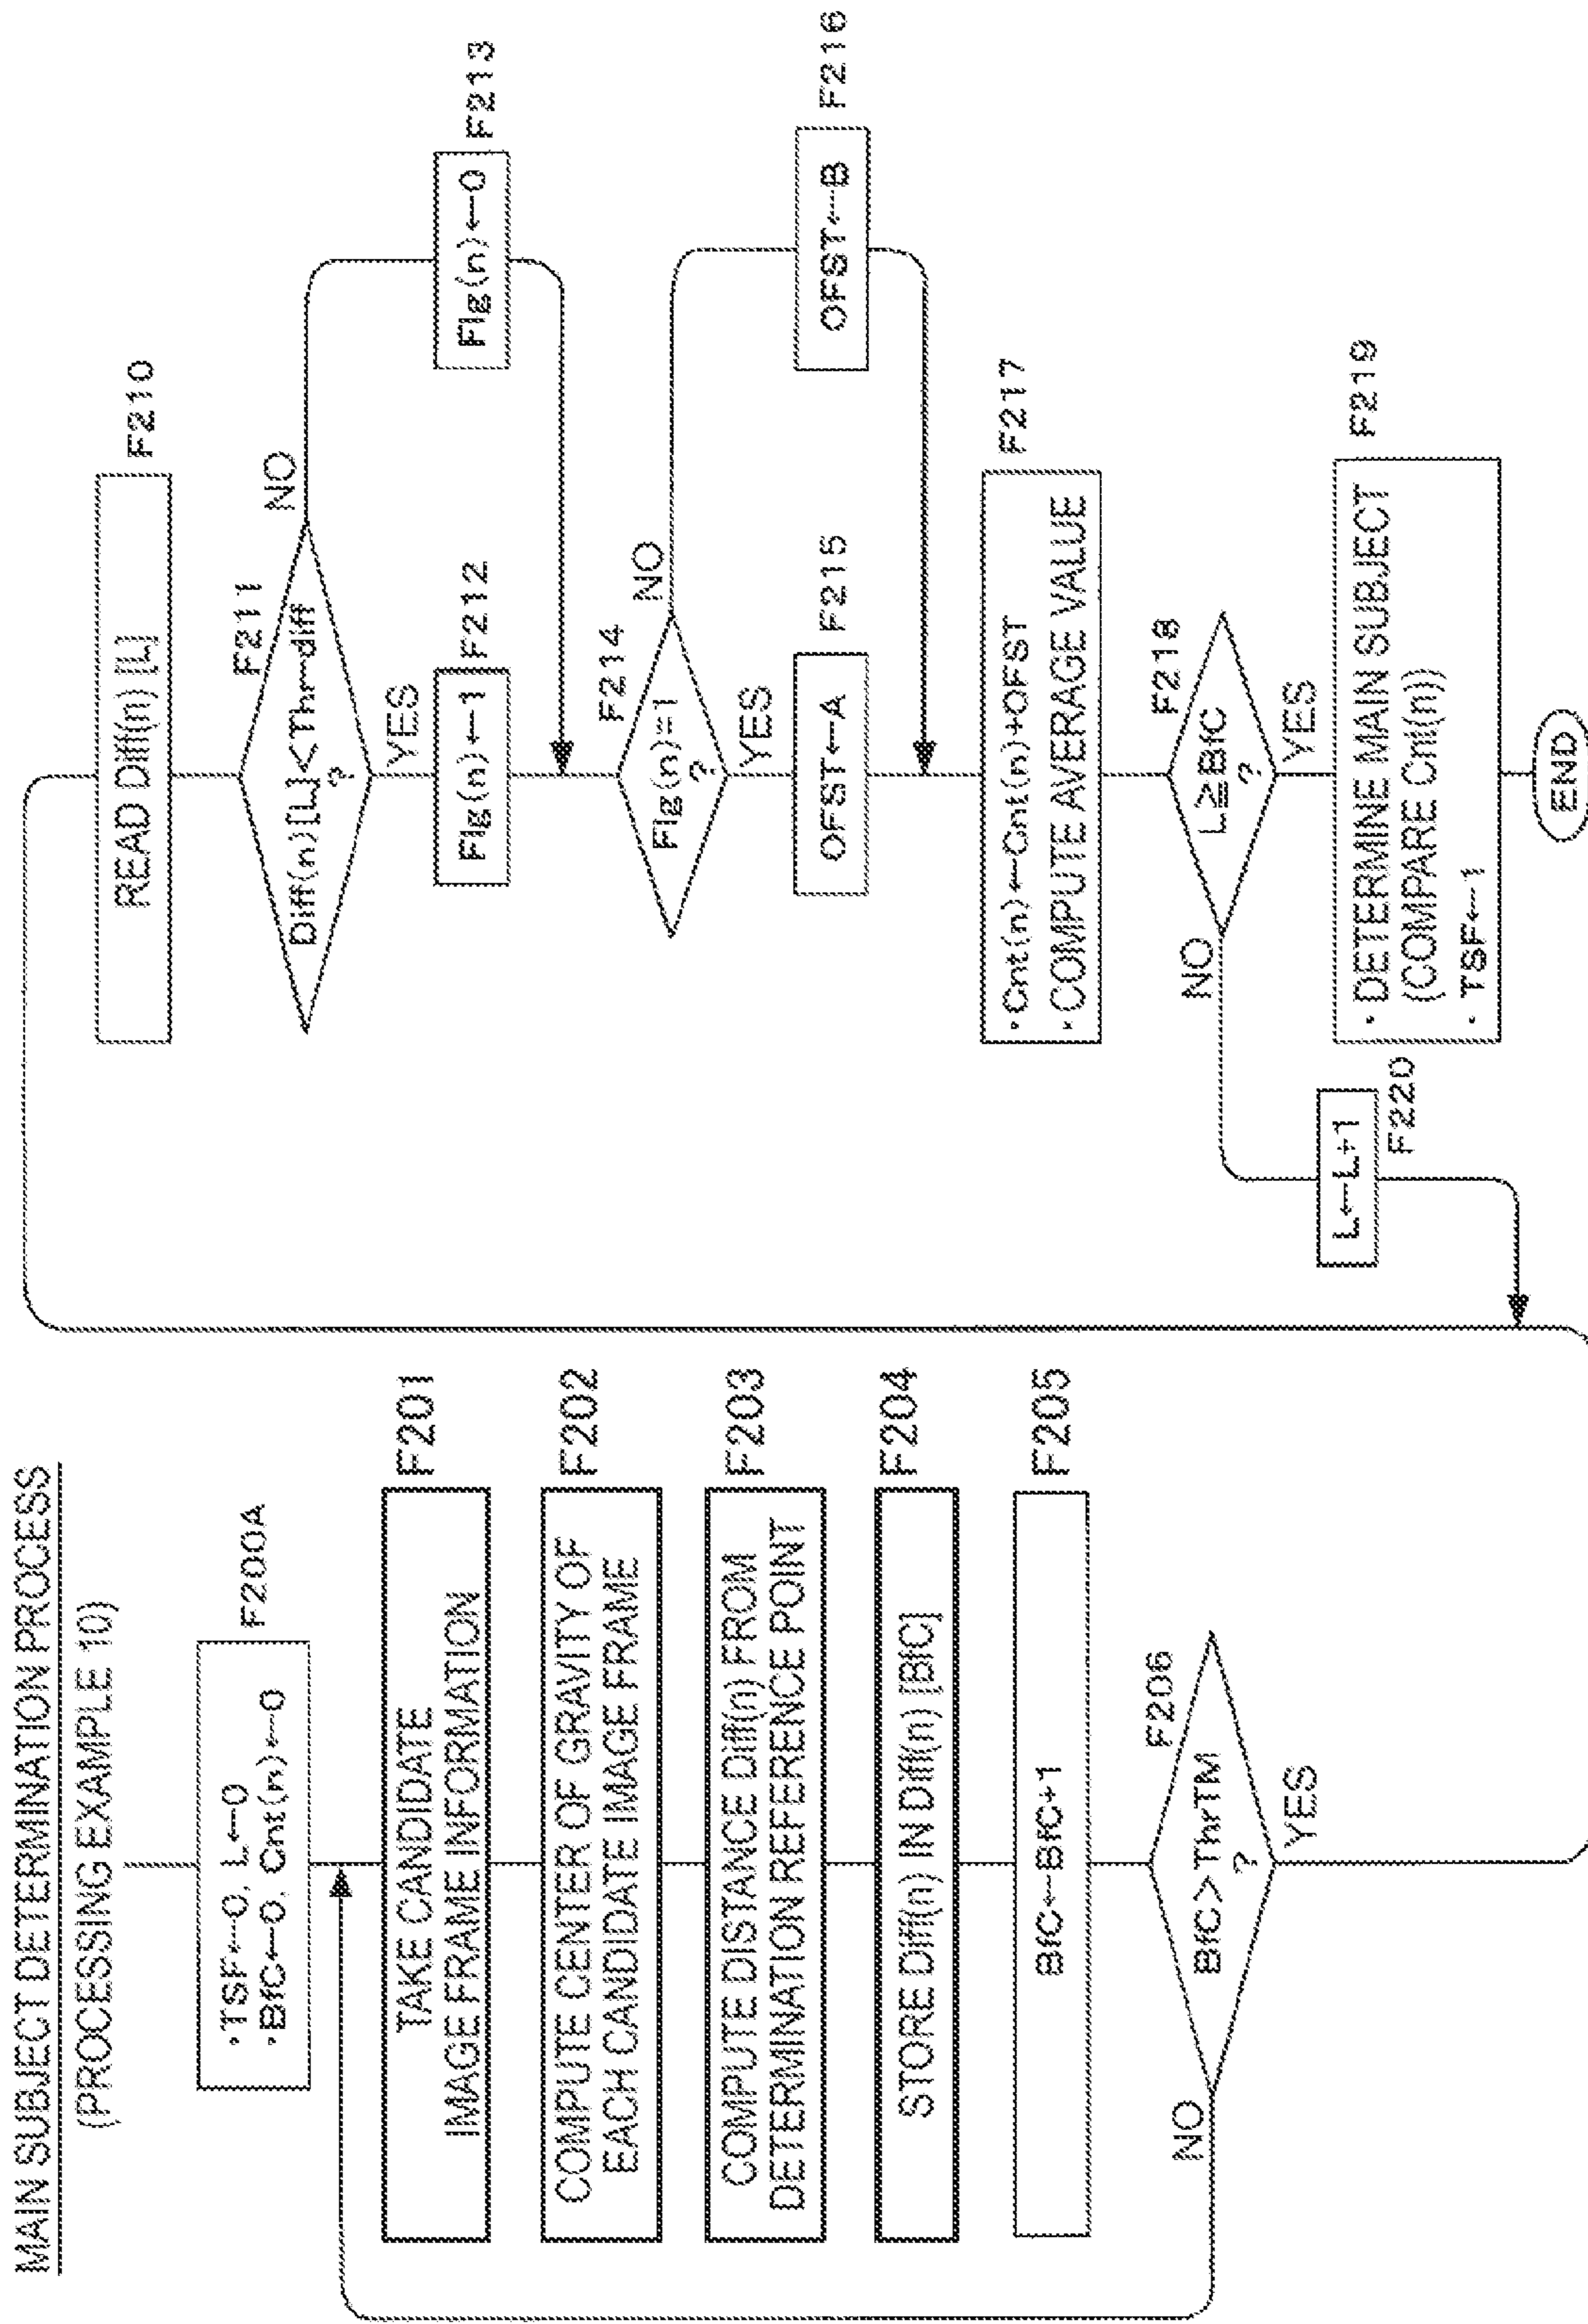 MAIN SUBJECT DETERMINATION PROCESS
(PROCESSING EXAMPLE 10)
·TSF←0, L←0
·BfC←0, Cnt(n)←0
F200A
TAKE CANDIDATE
IMAGE FRAME INFORMATION
F201
COMPUTE CENTER OF GRAVITY OF
EACH CANDIDATE IMAGE FRAME
F202
COMPUTE DISTANCE Diff(n) FROM
DETERMINATION REFERENCE POINT
F203
STORE Diff(n) IN Diff(n) [BfC]
F204
BfC←BfC+1
F205
F206
BfC>ThrTM
?
NO
YES
READ Diff(n) [L]
F210
F211
Diff(n)[L]<Thr-diff
?
NO
YES
Flg(n)←1
F212
Flg(n)←0
F213
F214
Flg(n)=1
?
NO
YES
OFST←A
F215
OFST←B
F216
·Cnt(n)←Cnt(n)+OFST
·COMPUTE AVERAGE VALUE
F217
F218
L≧BfC
?
NO
YES
L←L+1
F220
· DETERMINE MAIN SUBJECT
(COMPARE Cnt(n))
· TSF←1
F219
END